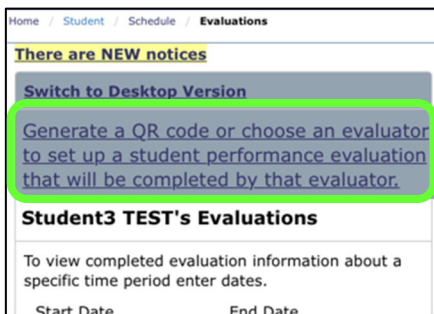 Home / Student / Schedule / Evaluations
There are NEW notices
Switch to Desktop Version
Generate a QR code or choose an evaluator
to set up a student performance evaluation
that will be completed by that evaluator.
Student3 TEST's Evaluations
To view completed evaluation information about a
specific time period enter dates.
Start Date End Date